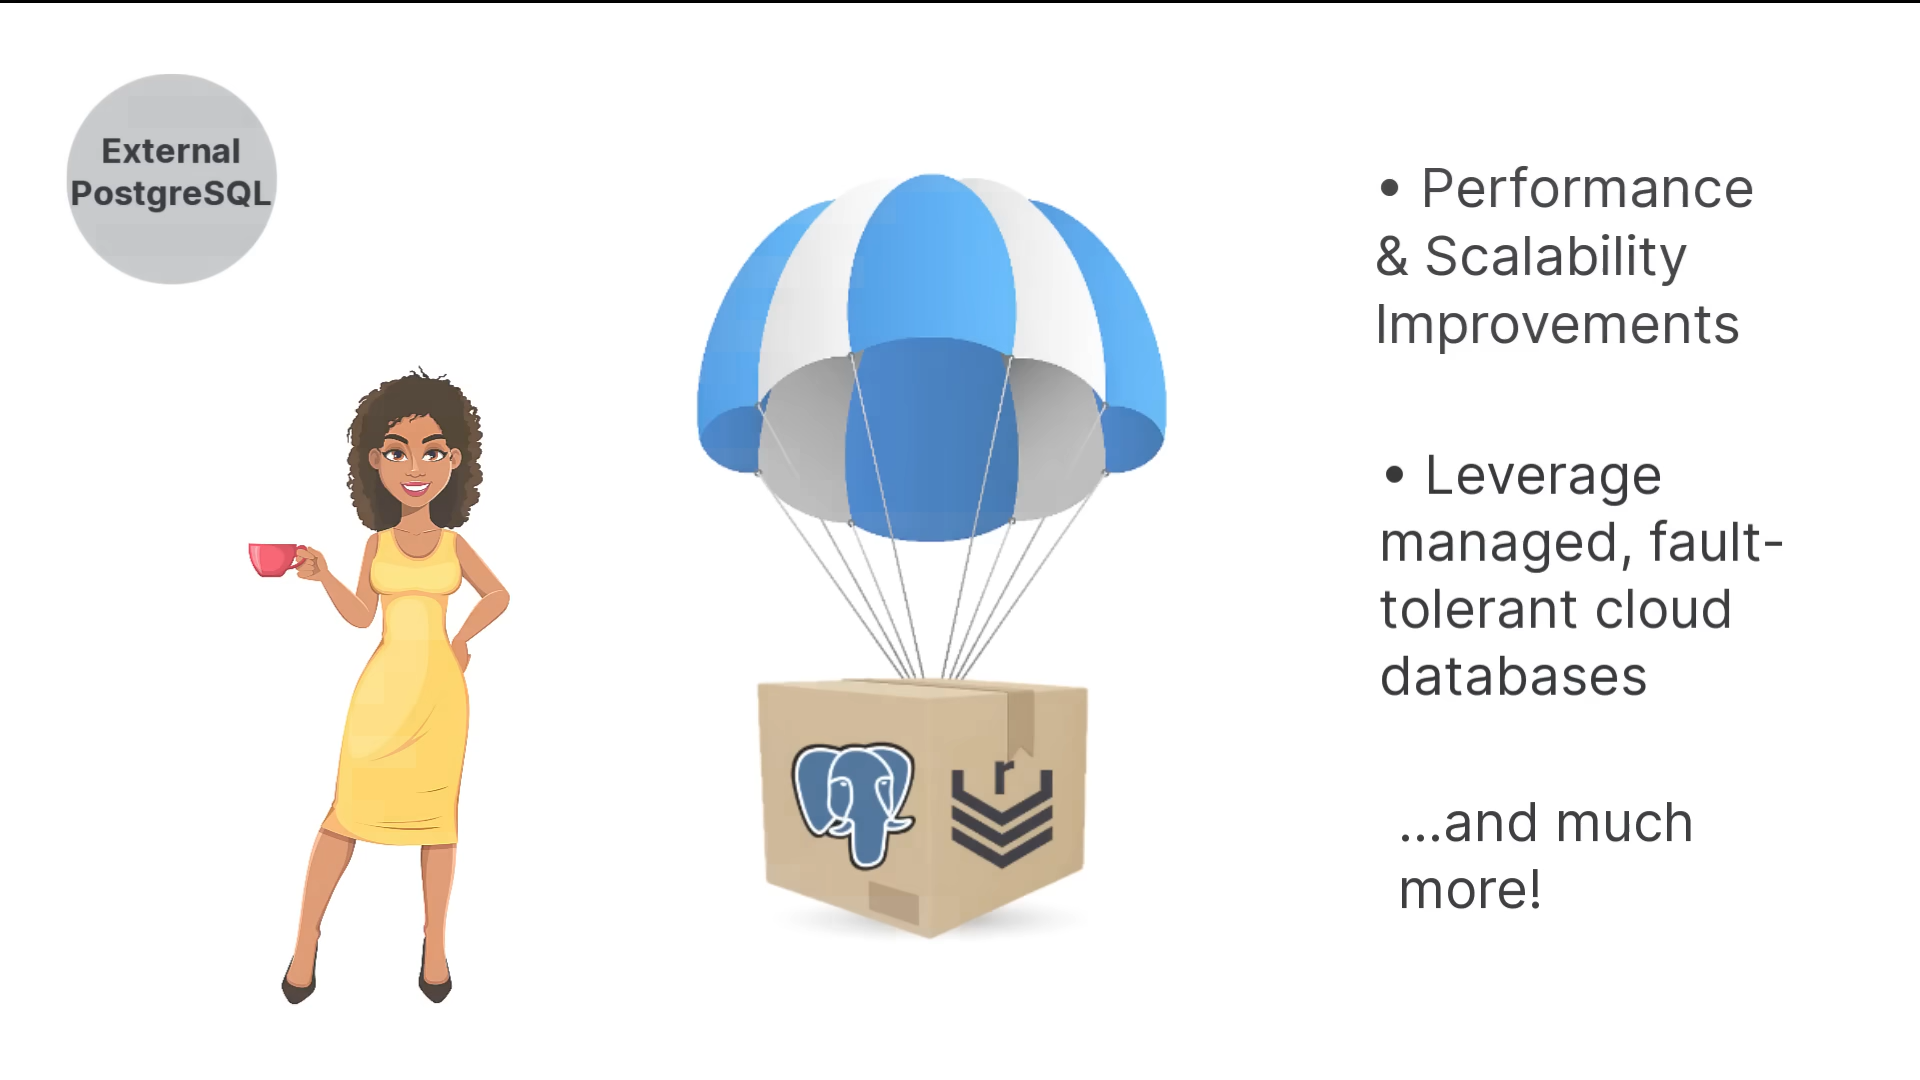 External
PostgreSQL
• Performance
& Scalability
Improvements
• Leverage
managed, fault-
tolerant cloud
databases
...and much
more!
r